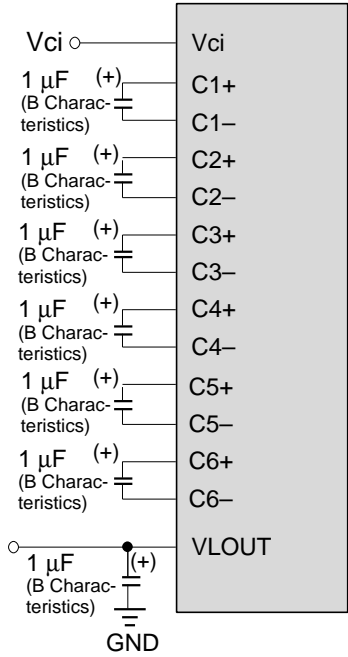 Vci Vci
1 μF (+) C1+
(B Charac-
teristics) C1–
1 μF (+) C2+
(B Charac-
teristics) C2–
1 μF (+) C3+
(B Charac-
teristics) C3–
1 μF (+) C4+
(B Charac-
teristics) C4–
1 μF (+) C5+
(B Charac-
teristics) C5–
1 μF (+) C6+
(B Charac-
teristics) C6–
VLOUT
1 μF (+)
(B Charac-
teristics)
GND